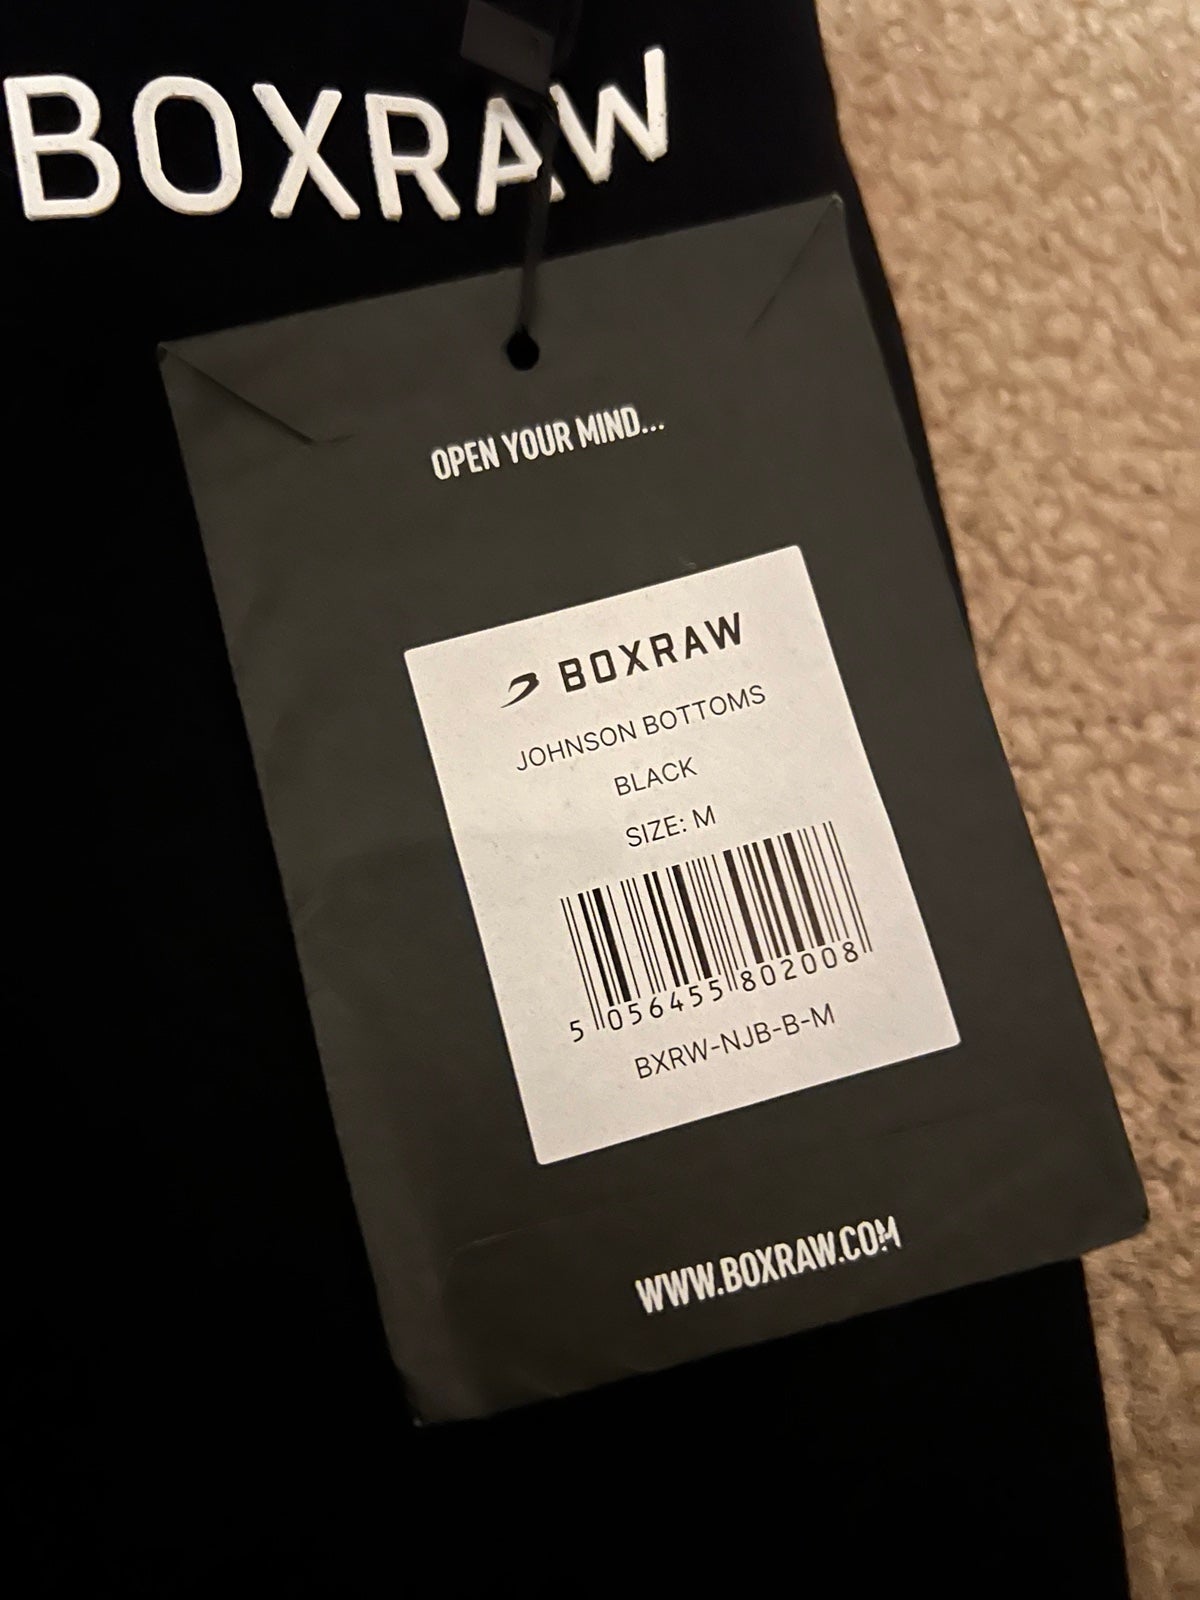 BOXRAW
OPEN YOUR MIND...
BOXRAW
JOHNSON BOTTOMS
BLACK
SIZE: M
5 056455 802008
BXRW-NJB-B-M
WWW.BOXRAW.COM